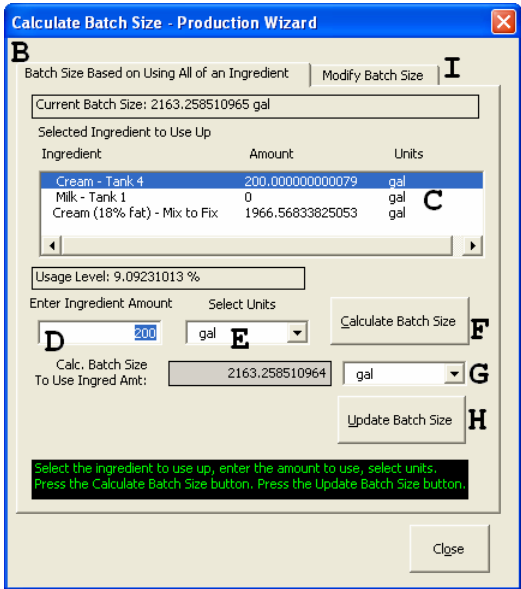 Calculate Batch Size - Production Wizard
B
Batch Size Based on Using All of an Ingredient Modify Batch Size I
Current Batch Size: 2163.258510965 gal
Selected Ingredient to Use Up
Ingredient Amount Units
Cream - Tank 4 200.000000000079 gal
Milk - Tank 1 0 gal C
Cream (18% fat) - Mix to Fix 1966.56833825053 gal
Usage Level: 9.09231013 %
Enter Ingredient Amount Select Units
D 200 gal E Calculate Batch Size F
Calc. Batch Size
To Use Ingred Amt: 2163.258510964 gal G
Update Batch Size H
Select the ingredient to use up, enter the amount to use, select units.
Press the Calculate Batch Size button. Press the Update Batch Size button.
Close